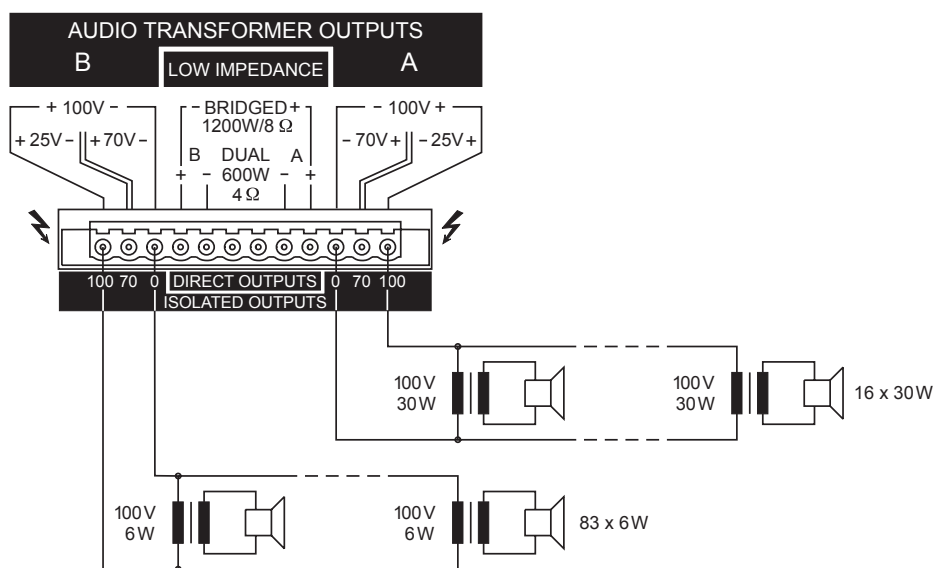 AUDIO TRANSFORMER OUTPUTS
B
LOW IMPEDANCE
A
+ 100V -
- BRIDGED +
1200W/8 Ω
- 100V +
+ 25V -
+ 70V -
- 70V +
- 25V +
B DUAL A
+ - 600W - +
4 Ω
100 70 0 DIRECT OUTPUTS 0 70 100
ISOLATED OUTPUTS
100V
30W
100V
30W
16 x 30W
100V
6W
100V
6W
83 x 6W